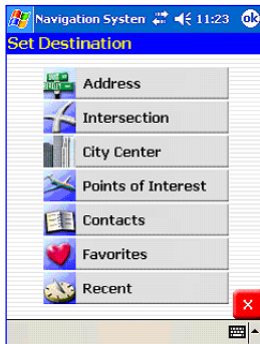 Navigation Systen 11:23 ok
Set Destination
Address
Intersection
City Center
Points of Interest
Contacts
Favorites
Recent